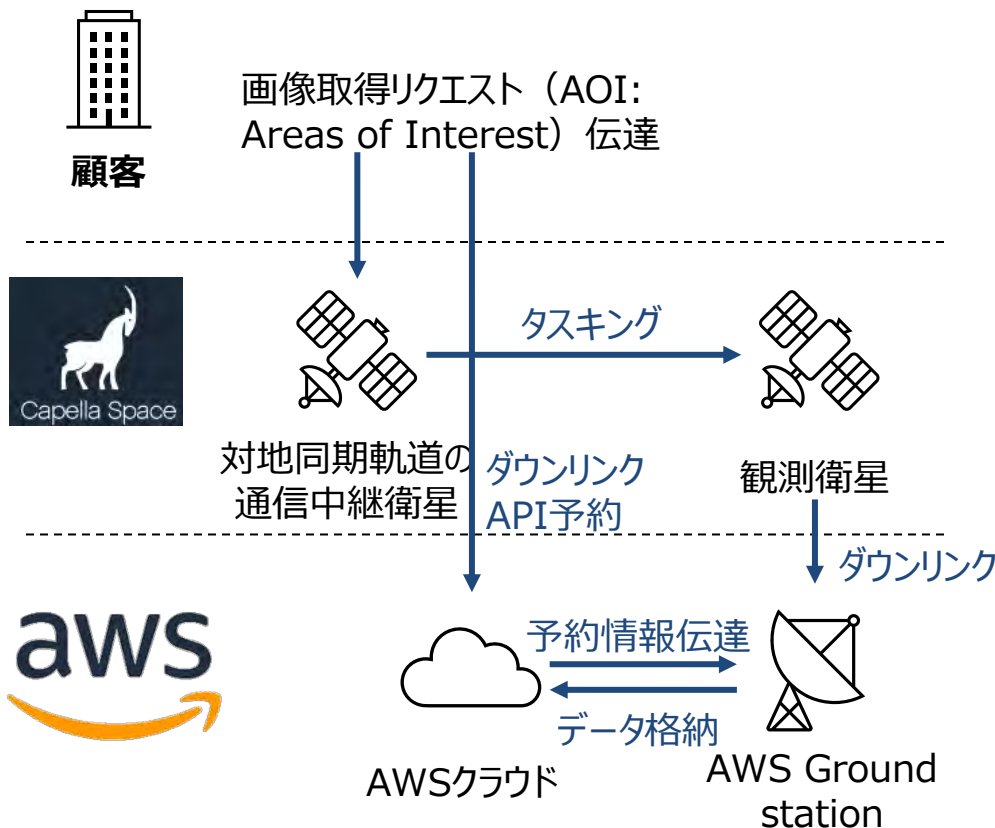 画像取得リクエスト（AOI:
Areas of Interest）伝達
顧客
タスキング
Capella Space
対地同期軌道の
通信中継衛星
ダウンリンク
API予約
観測衛星
ダウンリンク
aws
予約情報伝達
データ格納
AWSクラウド
AWS Ground
station